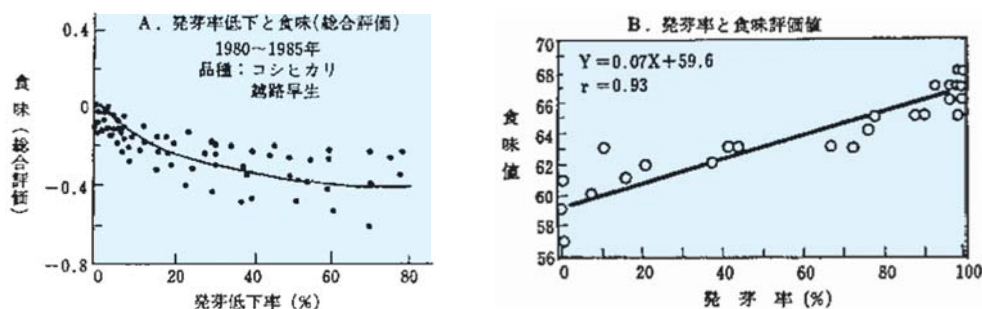 A. 発芽率低下と食味(総合評価)
1980〜1985年
品種:コシヒカリ
越路早生
食味(総合評価)
0.4
0
-0.4
-0.8
0
20
40
60
80
発芽低下率(%)
B. 発芽率と食味評価値
Y=0.07X+59.6
r=0.93
食味値
70
68
66
64
62
60
58
56
0
20
40
60
80
100
発芽率(%)